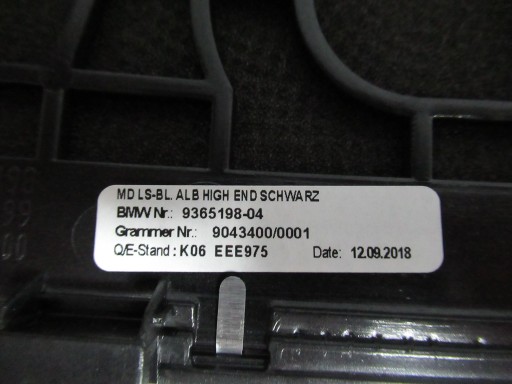 MD LS-BL. ALB HIGH END SCHWARZ
BMW Nr.: 9365198-04
Grammer Nr.: 9043400/0001
Q/E-Stand : K06 EEE975 Date: 12.09.2018